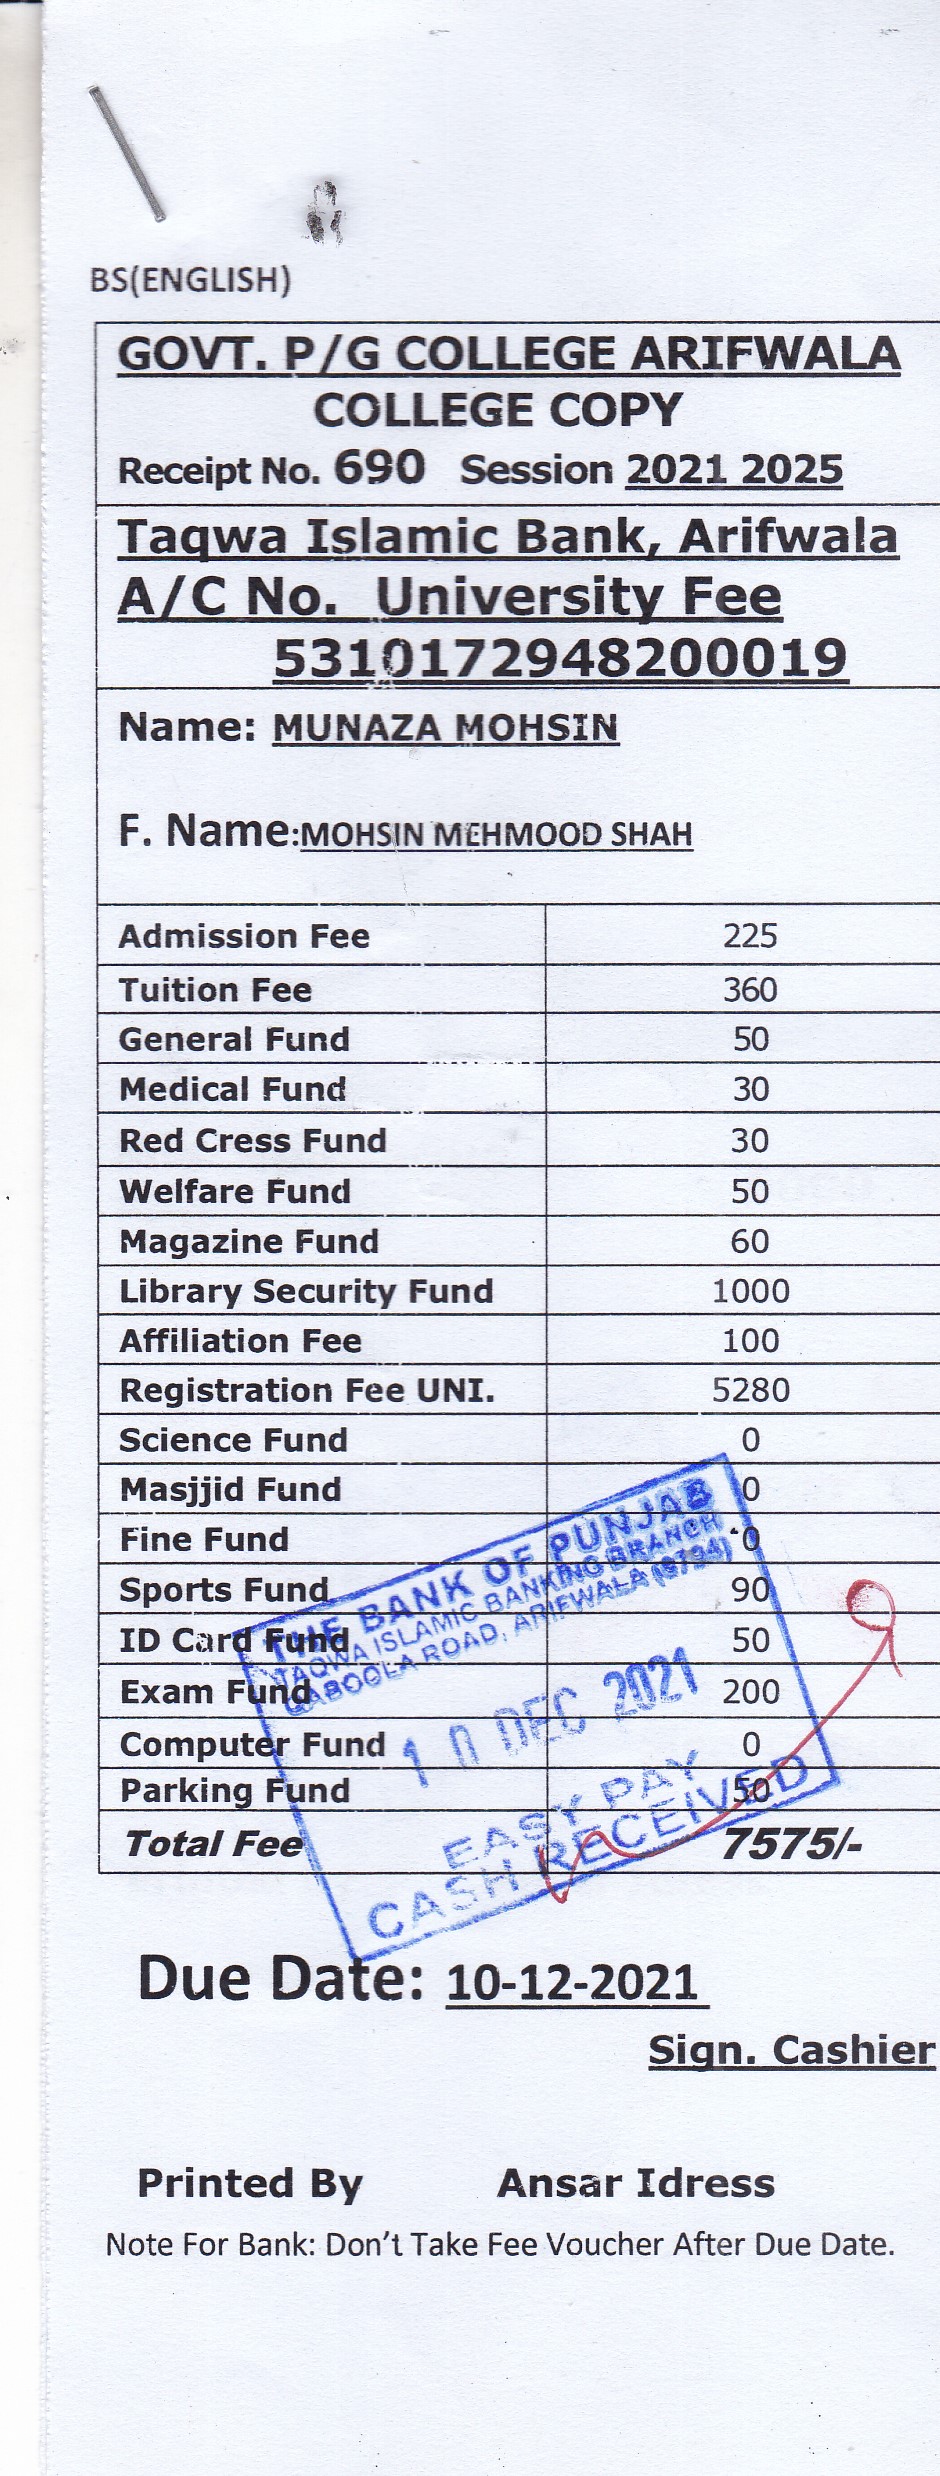 BS(ENGLISH)
GOVT. P/G COLLEGE ARIFWALA
COLLEGE COPY
Receipt No. 690 Session 2021 2025
Taqwa Islamic Bank, Arifwala
A/C No. University Fee
5310172948200019
Name: MUNAZA MOHSIN
F. Name:MOHSIN MEHMOOD SHAH
Admission Fee 225
Tuition Fee 360
General Fund 50
Medical Fund 30
Red Cress Fund 30
Welfare Fund 50
Magazine Fund 60
Library Security Fund 1000
Affiliation Fee 100
Registration Fee UNI. 5280
Science Fund 0
Masjjid Fund 0
Fine Fund 0
Sports Fund 90
ID Card Fund 50
Exam Fund 200
Computer Fund 0
Parking Fund 50
Total Fee 7575/-
THE BANK OF PUNJAB
TAQWA ISLAMIC BANKING BRANCH
QABOOLA ROAD, ARIFWALA
10 DEC 2021
EASY PAY
CASH RECEIVED
Due Date: 10-12-2021
Sign. Cashier
Printed By Ansar Idress
Note For Bank: Don't Take Fee Voucher After Due Date.